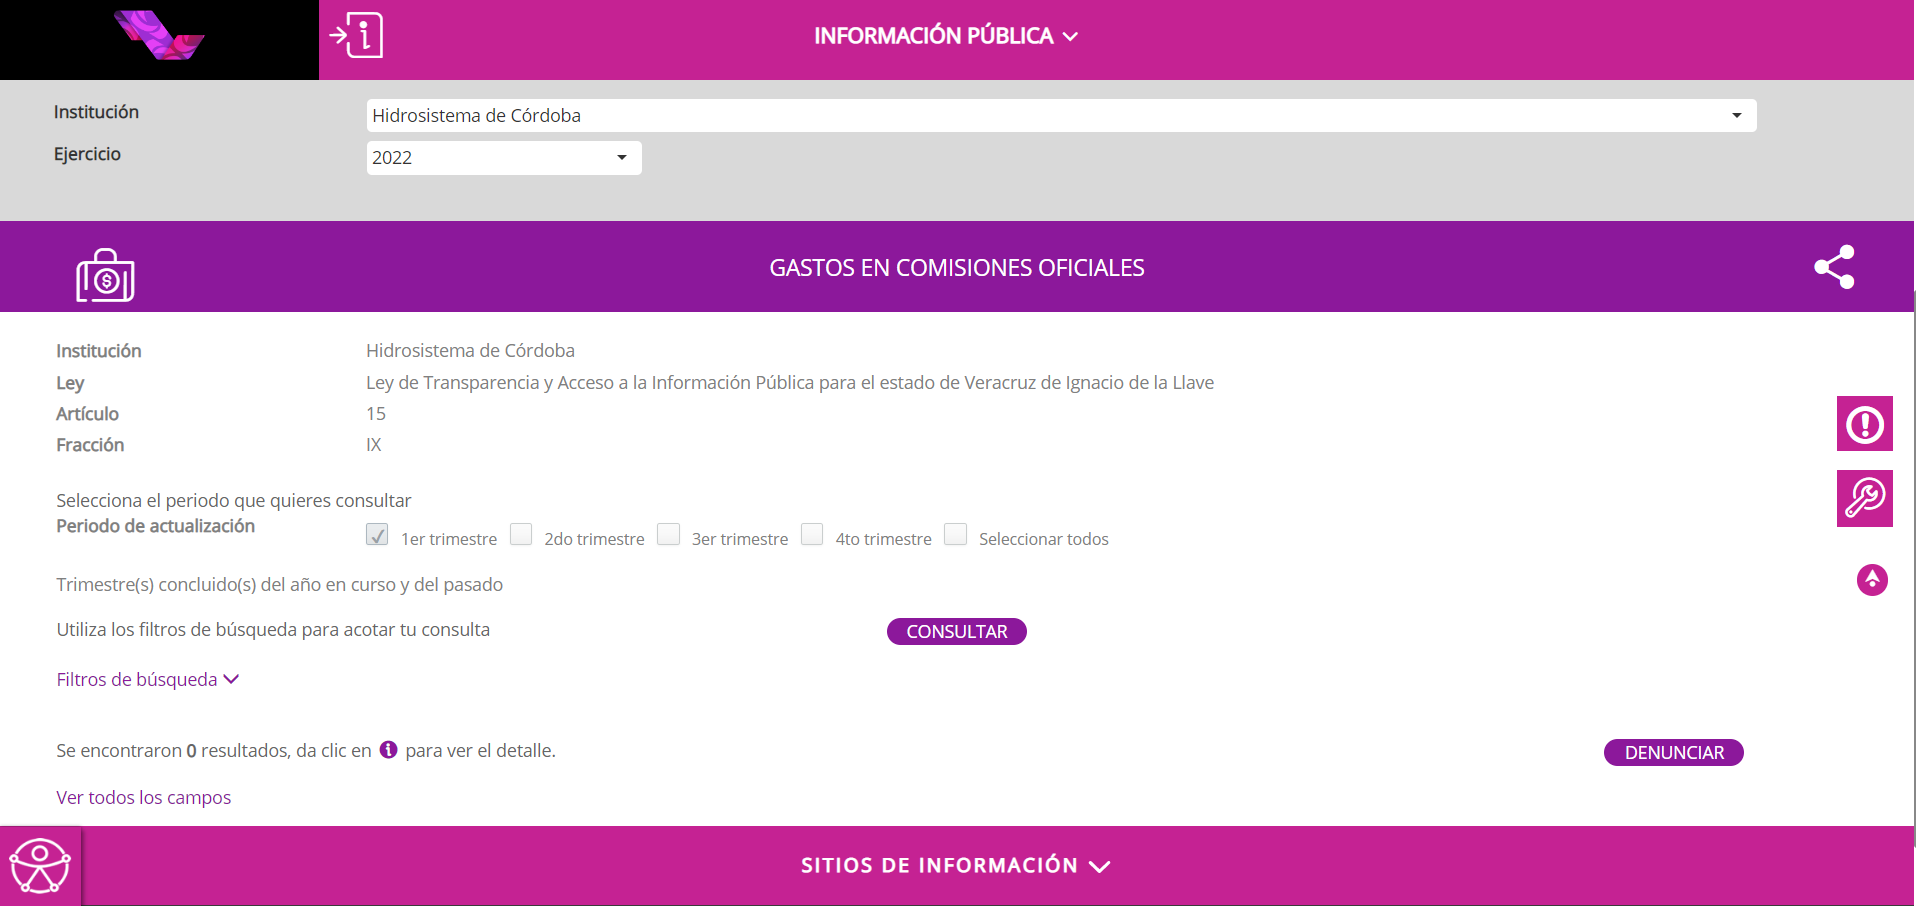 INFORMACIÓN PÚBLICA
Institución
Hidrosistema de Córdoba
Ejercicio
2022
GASTOS EN COMISIONES OFICIALES
Institución
Hidrosistema de Córdoba
Ley
Ley de Transparencia y Acceso a la Información Pública para el estado de Veracruz de Ignacio de la Llave
Artículo
15
Fracción
IX
Selecciona el periodo que quieres consultar
Periodo de actualización
1er trimestre 2do trimestre 3er trimestre 4to trimestre Seleccionar todos
Trimestre(s) concluido(s) del año en curso y del pasado
Utiliza los filtros de búsqueda para acotar tu consulta
CONSULTAR
Filtros de búsqueda
Se encontraron 0 resultados, da clic en i para ver el detalle.
DENUNCIAR
Ver todos los campos
SITIOS DE INFORMACIÓN